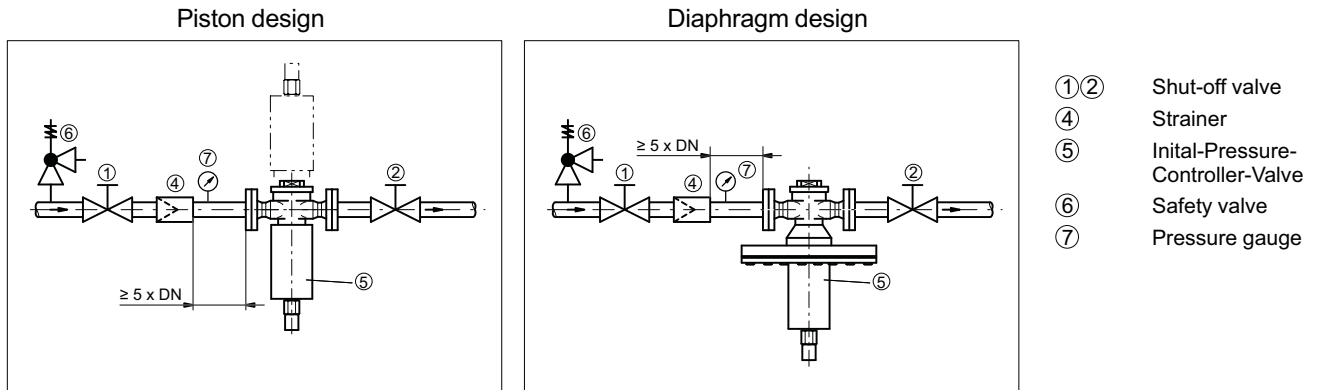 Piston design
⑥
①
④
⑦
②
⑤
≥ 5 x DN
Diaphragm design
⑥
≥ 5 x DN
①
④
⑦
②
⑤
①② Shut-off valve
④ Strainer
⑤ Inital-Pressure-
Controller-Valve
⑥ Safety valve
⑦ Pressure gauge